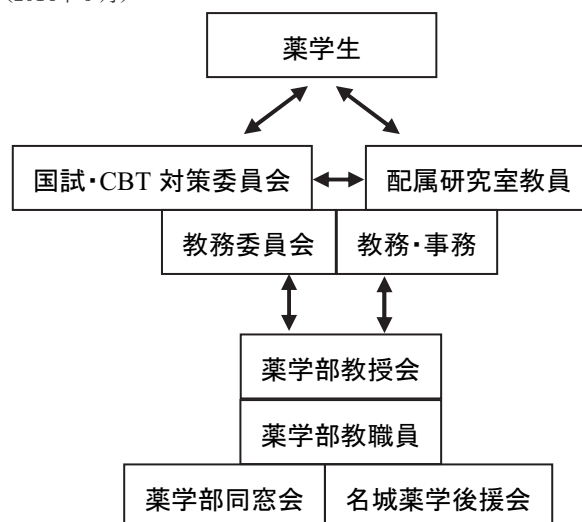 薬学生
国試・CBT 対策委員会
配属研究室教員
教務委員会
教務・事務
薬学部教授会
薬学部教職員
薬学部同窓会
名城薬学後援会